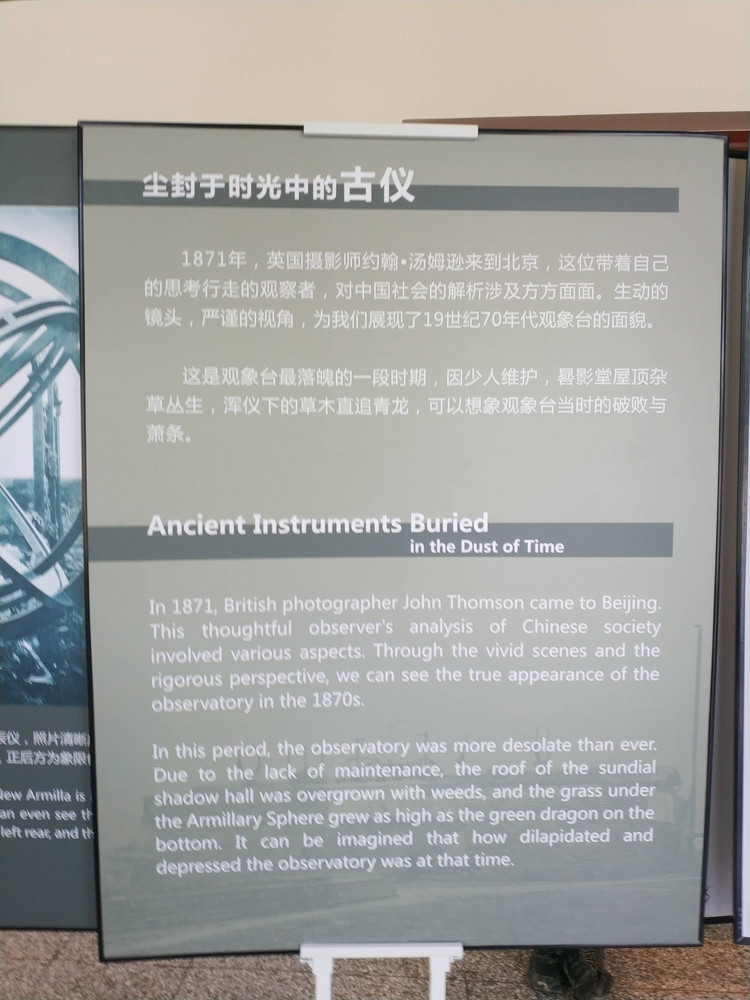 尘封于时光中的古仪
1871年，英国摄影师约翰•汤姆逊来到北京，这位带着自己
的思考行走的观察者，对中国社会的解析涉及方方面面。生动的
镜头，严谨的视角，为我们展现了19世纪70年代观象台的面貌。
这是观象台最落魄的一段时期，因少人维护，晷影堂屋顶杂
草丛生，浑仪下的草木直追青龙，可以想象观象台当时的破败与
萧条。
Ancient Instruments Buried
in the Dust of Time
In 1871, British photographer John Thomson came to Beijing.
This thoughtful observer's analysis of Chinese society
involved various aspects. Through the vivid scenes and the
rigorous perspective, we can see the true appearance of the
observatory in the 1870s.
In this period, the observatory was more desolate than ever.
Due to the lack of maintenance, the roof of the sundial
shadow hall was overgrown with weeds, and the grass under
the Armillary Sphere grew as high as the green dragon on the
bottom. It can be imagined that how dilapidated and
depressed the observatory was at that time.
仪，照片清晰
正后方为象限
New Armilla is
an even see th
left rear, and th